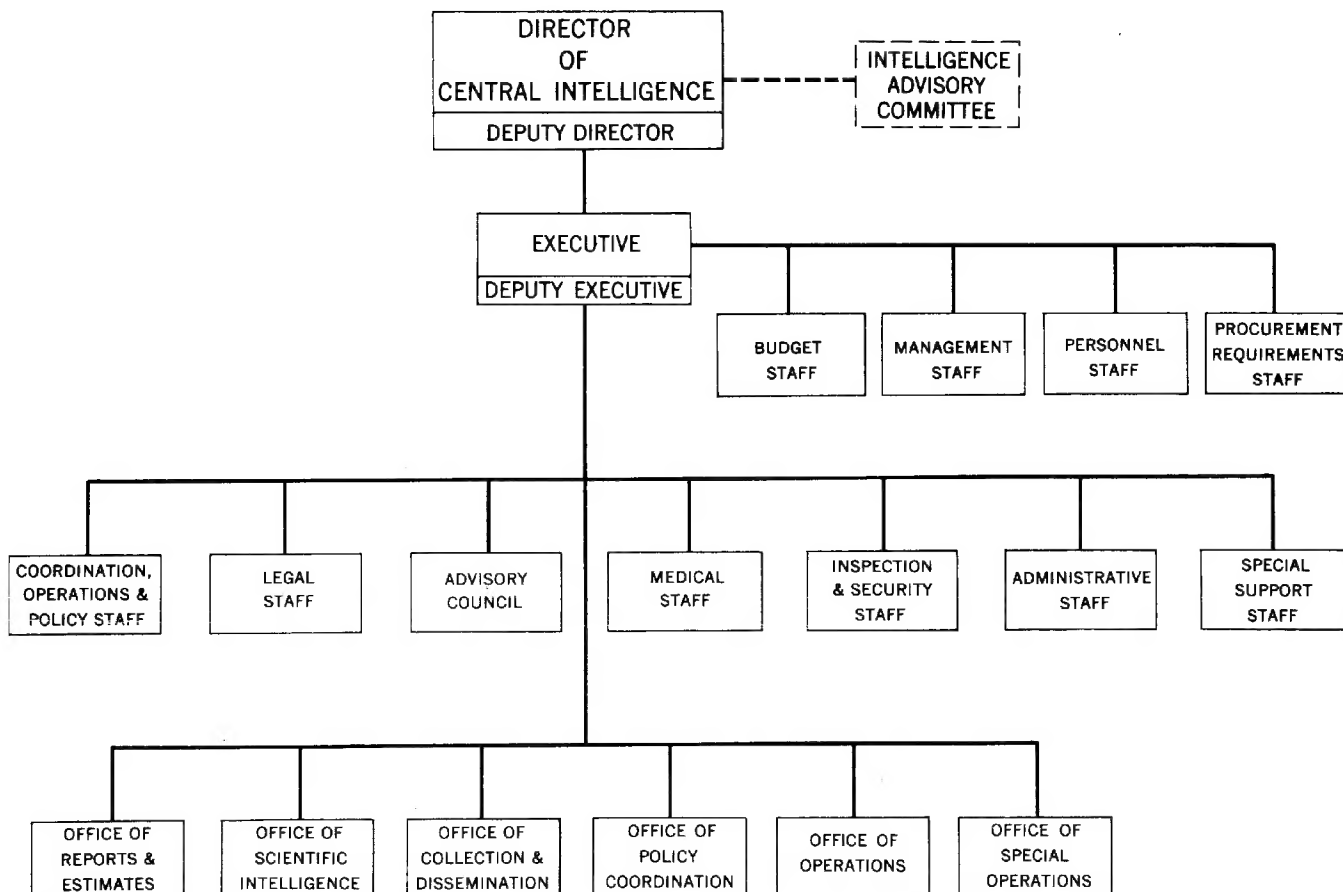 DIRECTOR
OF
CENTRAL INTELLIGENCE
DEPUTY DIRECTOR
INTELLIGENCE
ADVISORY
COMMITTEE
EXECUTIVE
DEPUTY EXECUTIVE
BUDGET
STAFF
MANAGEMENT
STAFF
PERSONNEL
STAFF
PROCUREMENT
REQUIREMENTS
STAFF
COORDINATION,
OPERATIONS &
POLICY STAFF
LEGAL
STAFF
ADVISORY
COUNCIL
MEDICAL
STAFF
INSPECTION
& SECURITY
STAFF
ADMINISTRATIVE
STAFF
SPECIAL
SUPPORT
STAFF
OFFICE OF
REPORTS &
ESTIMATES
OFFICE OF
SCIENTIFIC
INTELLIGENCE
OFFICE OF
COLLECTION &
DISSEMINATION
OFFICE OF
POLICY
COORDINATION
OFFICE OF
OPERATIONS
OFFICE OF
SPECIAL
OPERATIONS